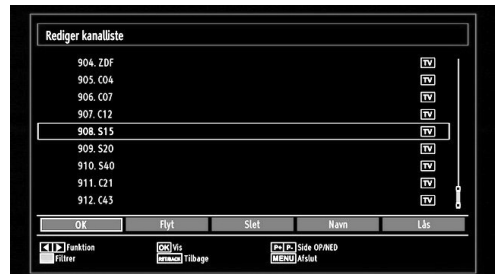 Rediger kanalliste
904. ZDF TV
905. C04 TV
906. C07 TV
907. C12 TV
908. S15 TV
909. S20 TV
910. S40 TV
911. C21 TV
912. C43 TV
OK Flyt Slet Navn Lås
Funktion OK Vis P+ P- Side OP/NED
Filtrer RET/BACK Tilbage MENU Afslut